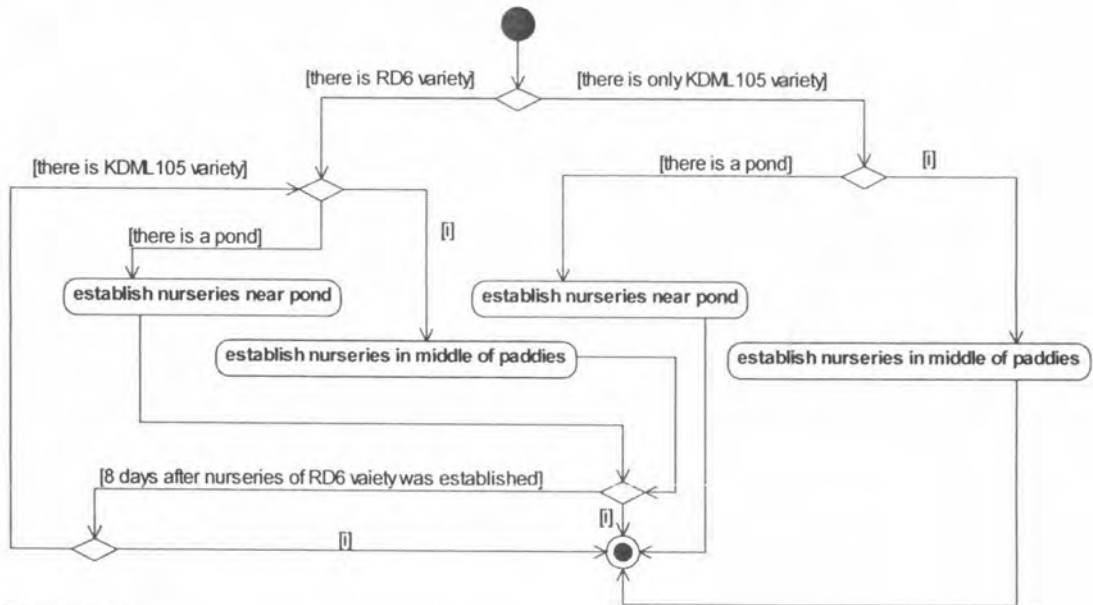 [there is RD6 variety]
[there is only KDML105 variety]
[there is KDML105 variety]
[there is a pond]
[i]
[there is a pond]
[i]
establish nurseries near pond
establish nurseries near pond
establish nurseries in middle of paddies
establish nurseries in middle of paddies
[8 days after nurseries of RD6 vaiety was established]
[i]
[i]